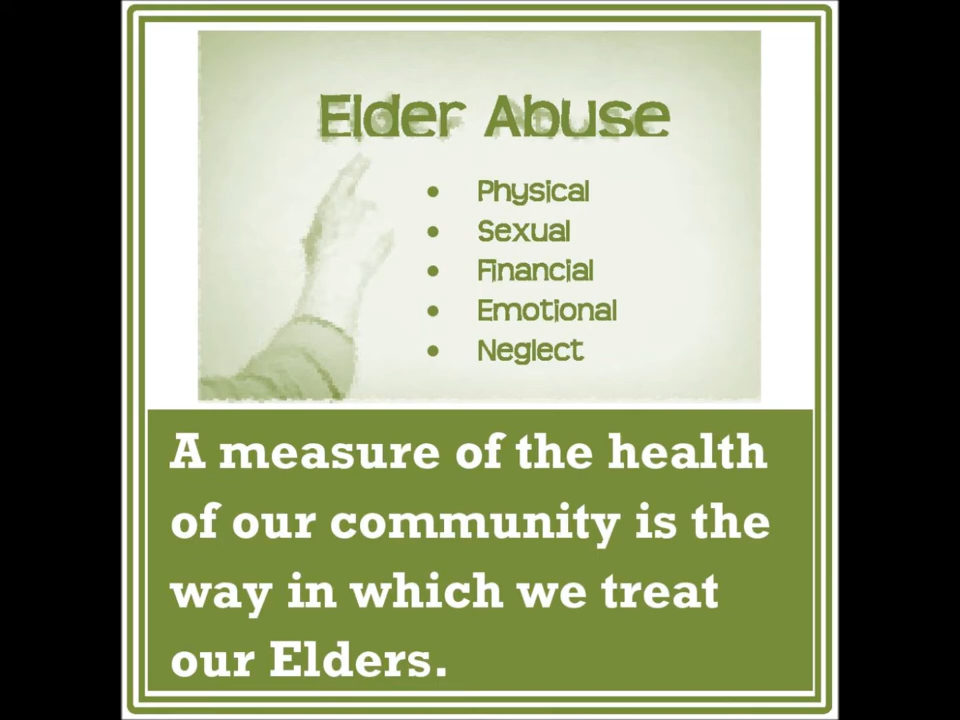 Elder Abuse
• Physical
• Sexual
• Financial
• Emotional
• Neglect
A measure of the health
of our community is the
way in which we treat
our Elders.